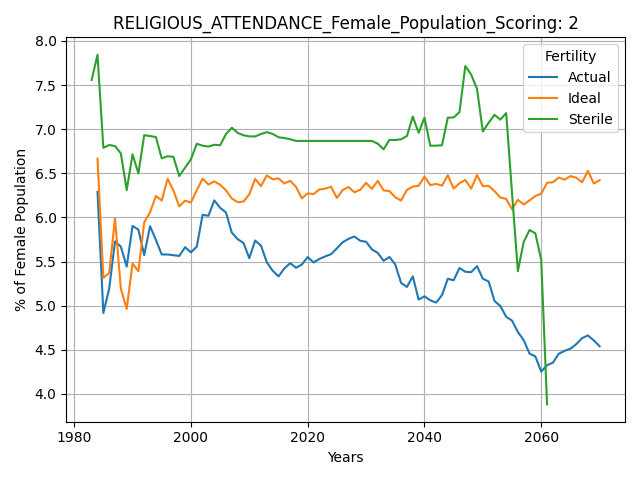 RELIGIOUS_ATTENDANCE_Female_Population_Scoring: 2
% of Female Population
8.0
7.5
7.0
6.5
6.0
5.5
5.0
4.5
4.0
Fertility
Actual
Ideal
Sterile
1980
2000
2020
2040
2060
Years